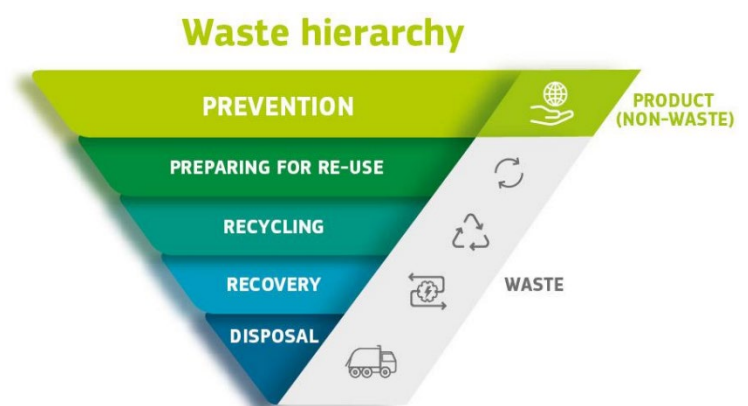 Waste hierarchy
PREVENTION
PRODUCT
(NON-WASTE)
PREPARING FOR RE-USE
RECYCLING
RECOVERY
WASTE
DISPOSAL